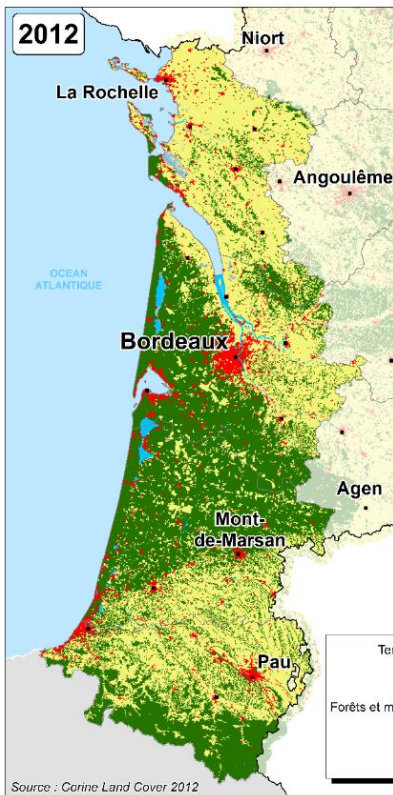 2012
Niort
La Rochelle
Angoulême
OCEAN
ATLANTIQUE
Bordeaux
Agen
Mont-
de-Marsan
Pau
Forêts et m
Source : Corine Land Cover 2012